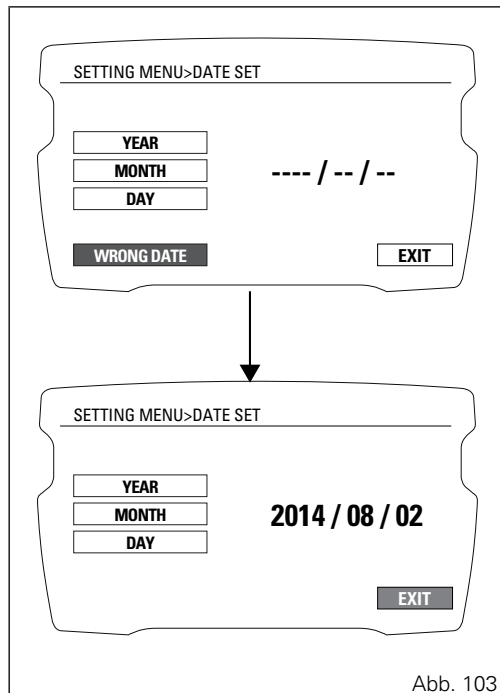 SETTING MENU>DATE SET
YEAR
MONTH
DAY
---- / -- / --
WRONG DATE
EXIT
SETTING MENU>DATE SET
YEAR
MONTH
DAY
2014 / 08 / 02
EXIT
Abb. 103